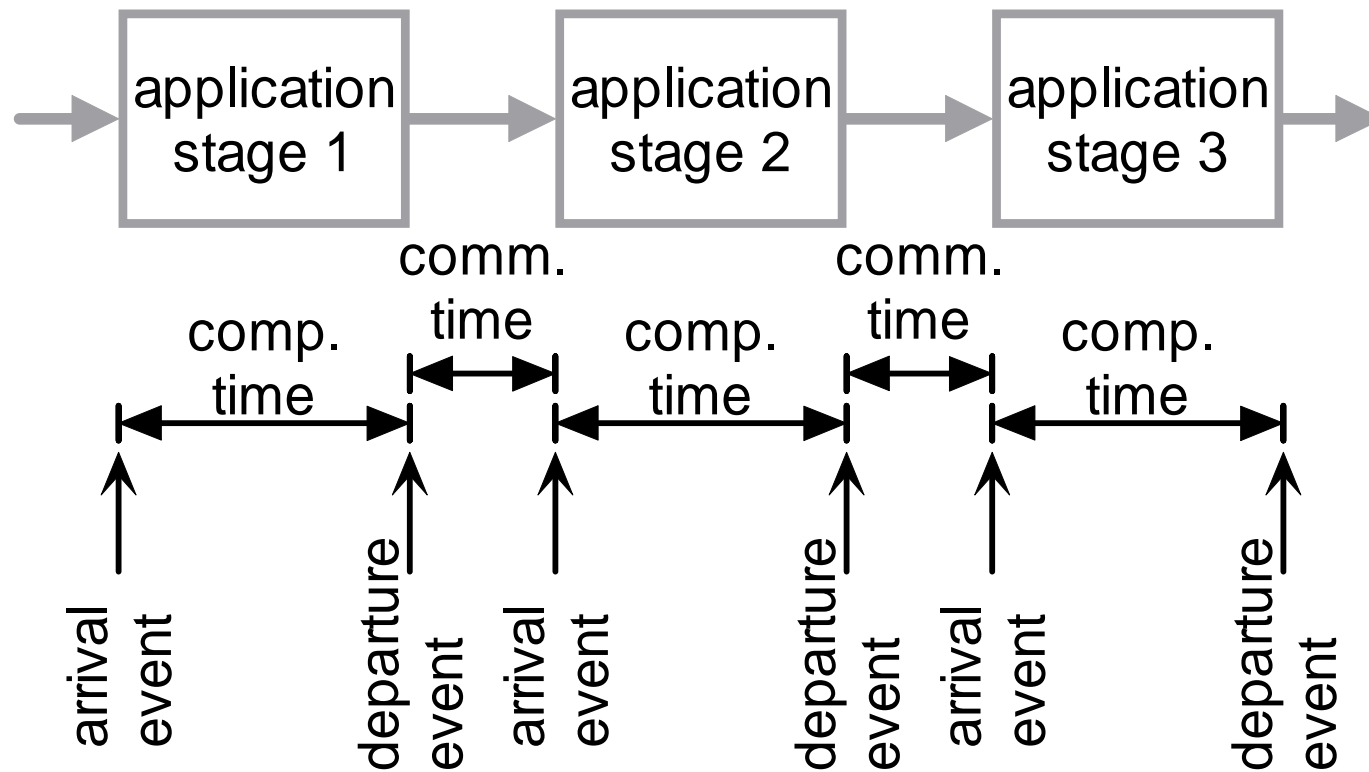 application
stage 1
application
stage 2
application
stage 3
comm.
time
comm.
time
comp.
time
comp.
time
comp.
time
arrival
event
departure
event
arrival
event
departure
event
arrival
event
departure
event